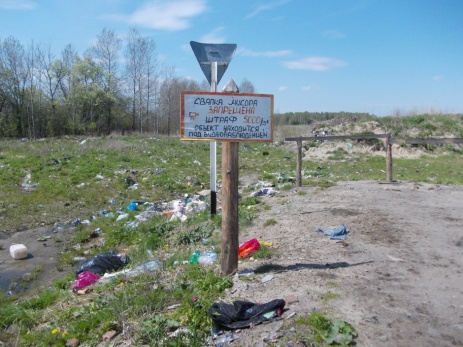 СВАЛКА МУСОРА
ЗАПРЕЩЕНА
ШТРАФ 5000 р.
ОБЪЕКТ НАХОДИТСЯ
ПОД ВИДЕОНАБЛЮДЕНИЕМ